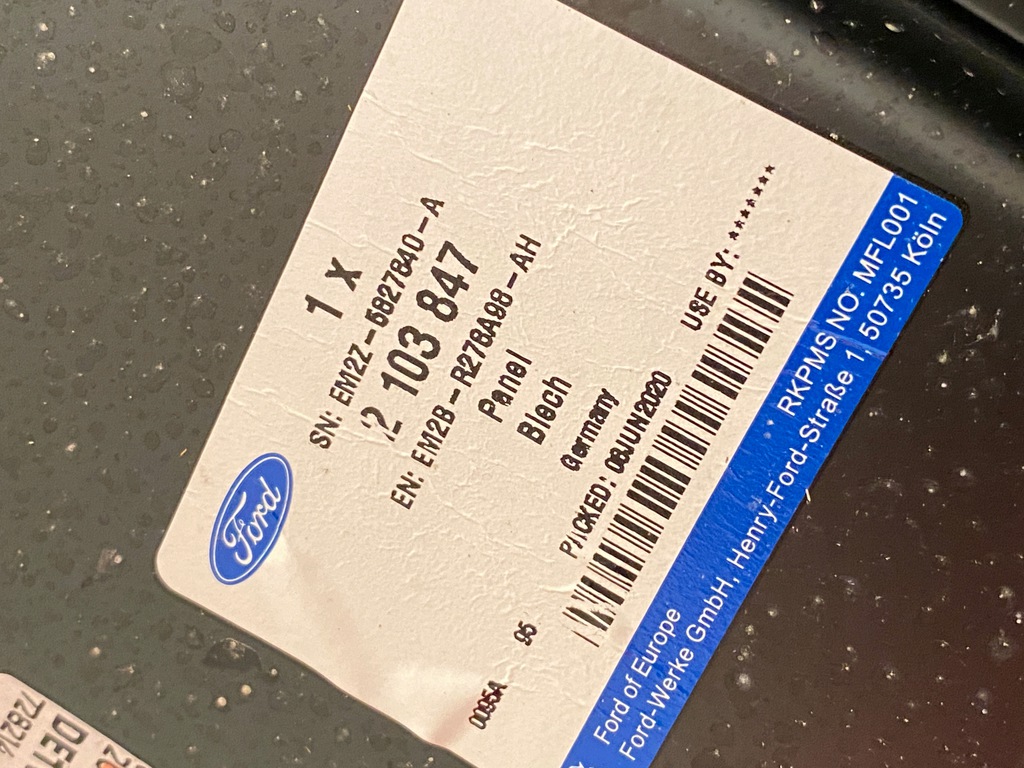 Ford
1 X
SN: EM2Z-5827840-A
2 103 847
EN: EM2B-R278A98-AH
Panel
Blech
Germany
PICKED: 08JUN2020
USE BY: *******
95
0035A
RKPMS NO. MFL001
Ford of Europe
Ford-Werke GmbH, Henry-Ford-Straße 1, 50735 Köln